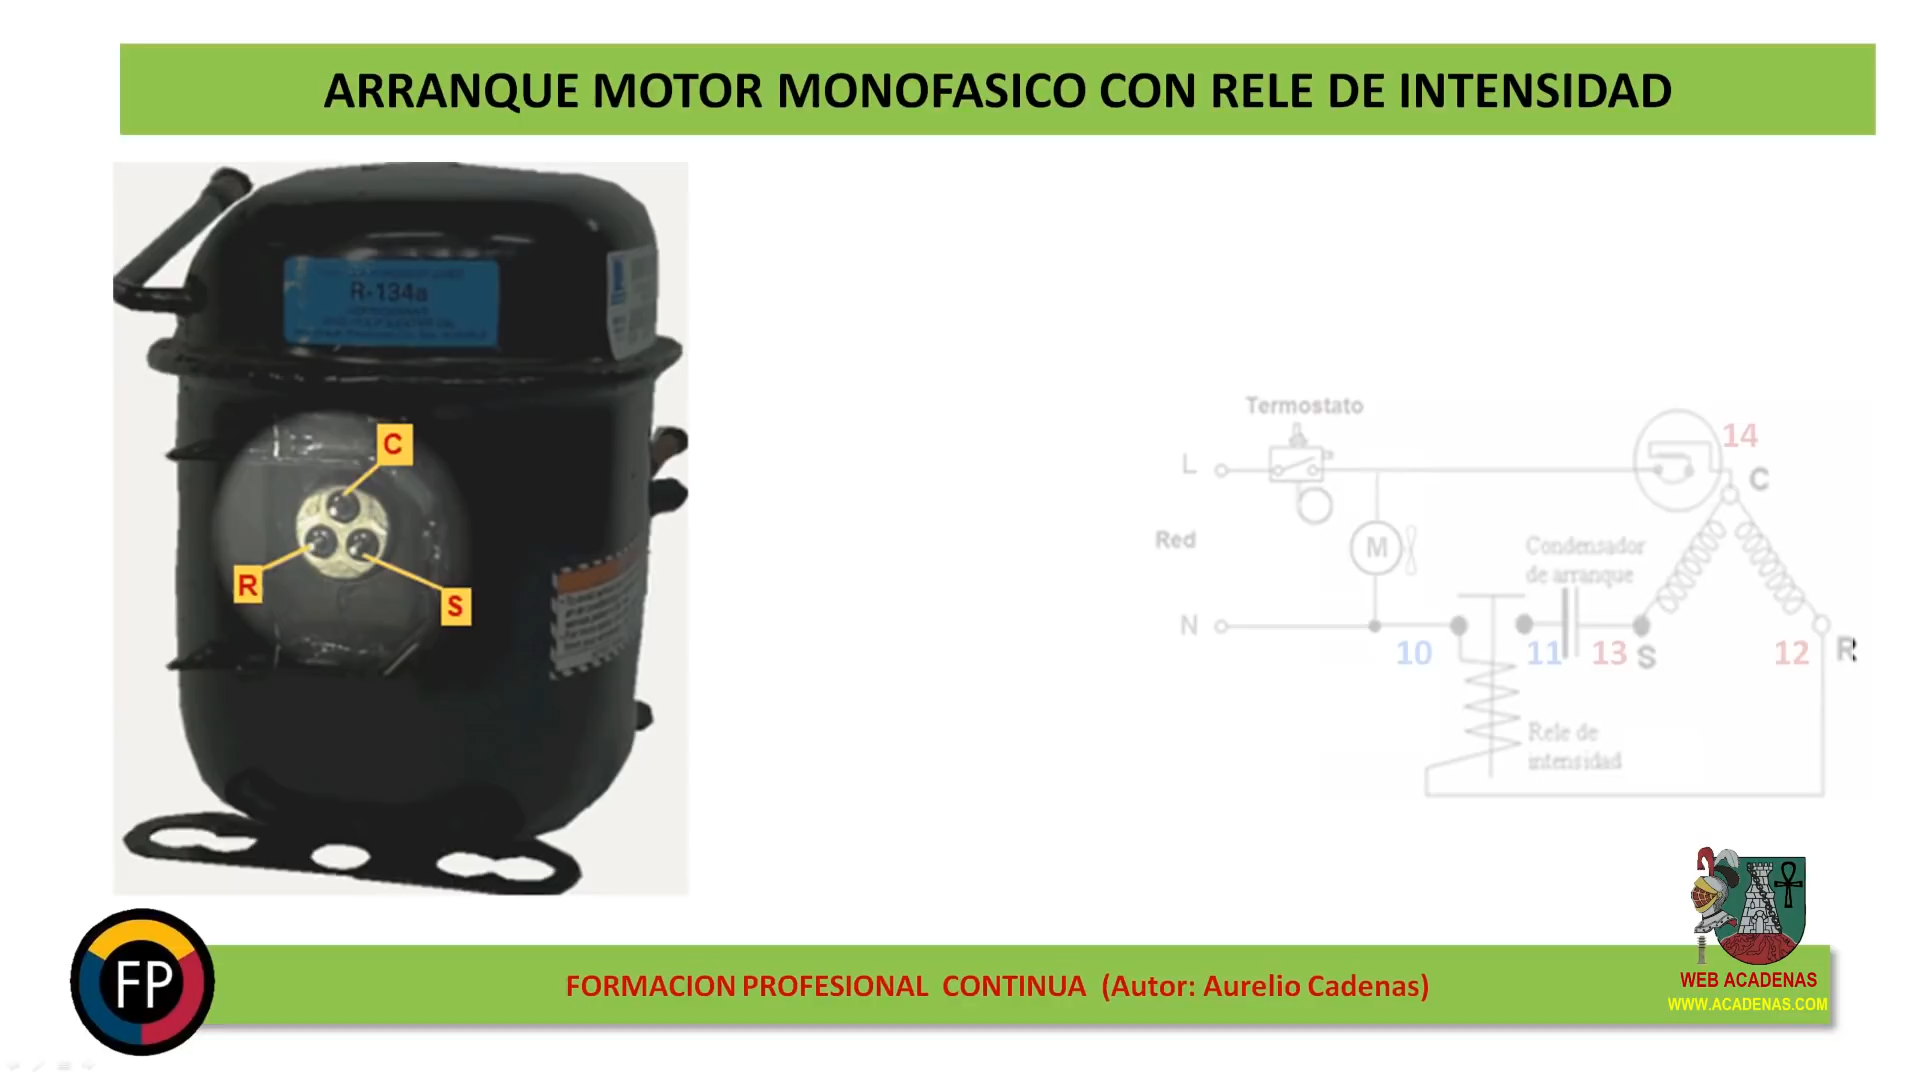 ARRANQUE MOTOR MONOFASICO CON RELE DE INTENSIDAD
R-134a
C
R
S
Termostato
14
L
C
Red
M
Condensador
de arranque
N
10
11
13
S
12
R
Rele de
intensidad
FP
FORMACION PROFESIONAL CONTINUA (Autor: Aurelio Cadenas)
WEB ACADENAS
WWW.ACADENAS.COM